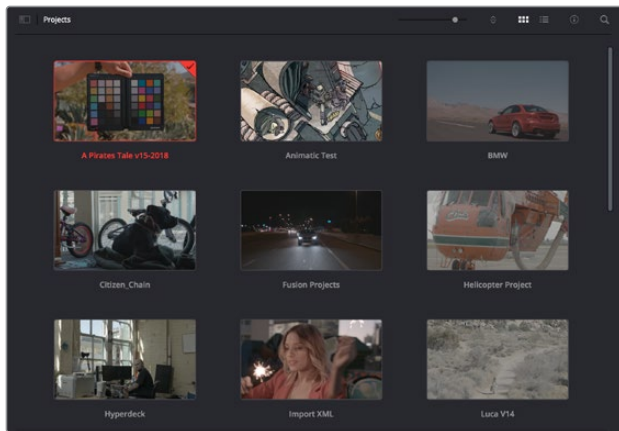 Projects
A Pirates Tale v15-2018
Animatic Test
BMW
Citizen_Chain
Fusion Projects
Helicopter Project
Hyperdeck
Import XML
Luca V14